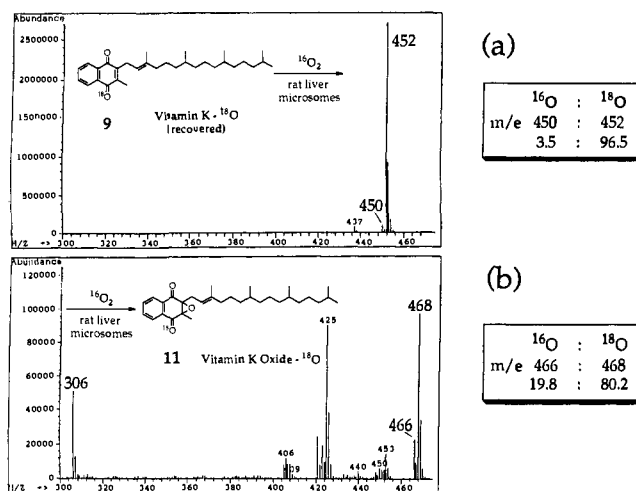 Abundance
2500000
2000000
1500000
1000000
500000
0
M/Z ->
300 320 340 360 380 400 420 440 460
O
18O
9
Vitamin K - 18O
(recovered)
16O2
rat liver
microsomes
437
450
452
(a)
16O : 18O
m/e 450 : 452
3.5 : 96.5
Abundance
120000
100000
80000
60000
40000
20000
0
M/Z ->
300 320 340 360 380 400 420 440 460
16O2
rat liver
microsomes
O
O
18O
11 Vitamin K Oxide - 18O
306
406
425
440
450
453
466
468
(b)
16O : 18O
m/e 466 : 468
19.8 : 80.2